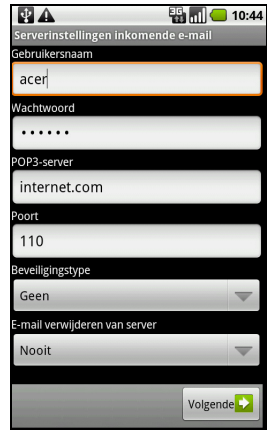 3G 10:44
Serverinstellingen inkomende e-mail
Gebruikersnaam
acer
Wachtwoord
••••••
POP3-server
internet.com
Poort
110
Beveiligingstype
Geen
E-mail verwijderen van server
Nooit
Volgende